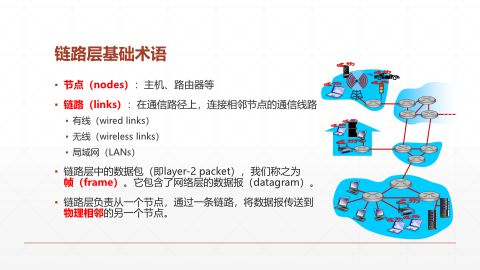 链路层基础术语
节点（nodes）：主机、路由器等
链路（links）：在通信路径上，连接相邻节点的通信线路
有线（wired links）
无线（wireless links）
局域网（LANs）
链路层中的数据包（即layer-2 packet），我们称之为
帧（frame）。它包含了网络层的数据报（datagram）。
链路层负责从一个节点，通过一条链路，将数据报传送到
物理相邻的另一个节点。